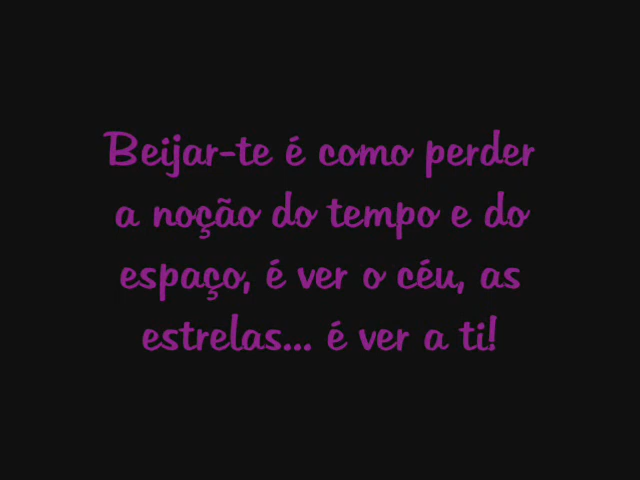 Beijar-te é como perder
a noção do tempo e do
espaço, é ver o céu, as
estrelas... é ver a ti!